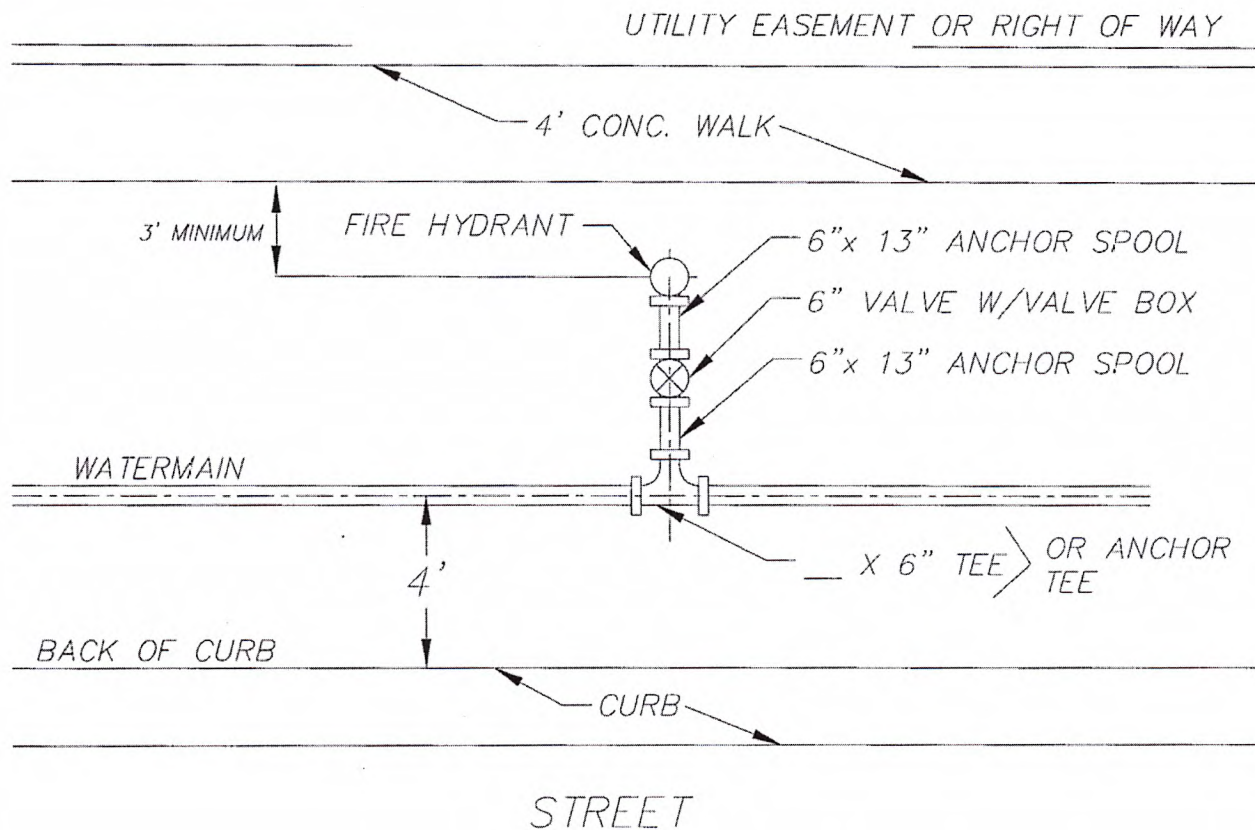 UTILITY EASEMENT OR RIGHT OF WAY
4' CONC. WALK
3' MINIMUM
FIRE HYDRANT
6"x 13" ANCHOR SPOOL
6" VALVE W/VALVE BOX
6"x 13" ANCHOR SPOOL
WATERMAIN
__ X 6" TEE
OR ANCHOR
TEE
4'
BACK OF CURB
CURB
STREET